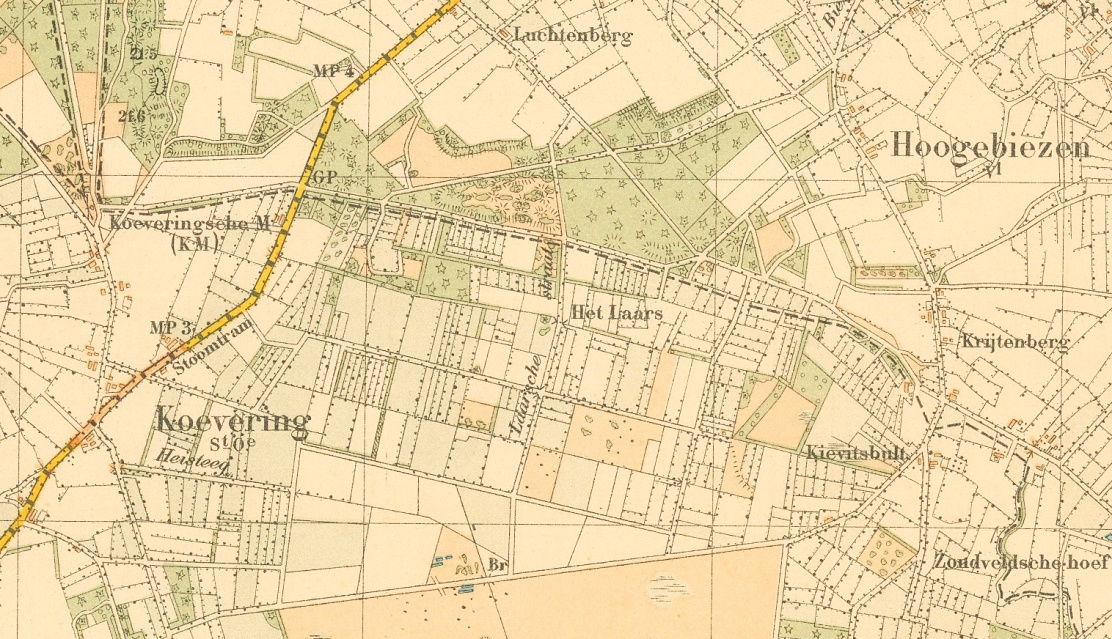 Luchtenberg
21.5
MP 4
21.6
Hoogebiezen
vl
GP
Koeveringsche M
(KM)
straat
Het Laars
MP 3
Stoomtram
Krijtenberg
Laarsche
Koevering
St. Oe
Heisteeg
Kievitsbult
Br
Zondveldsche hoef